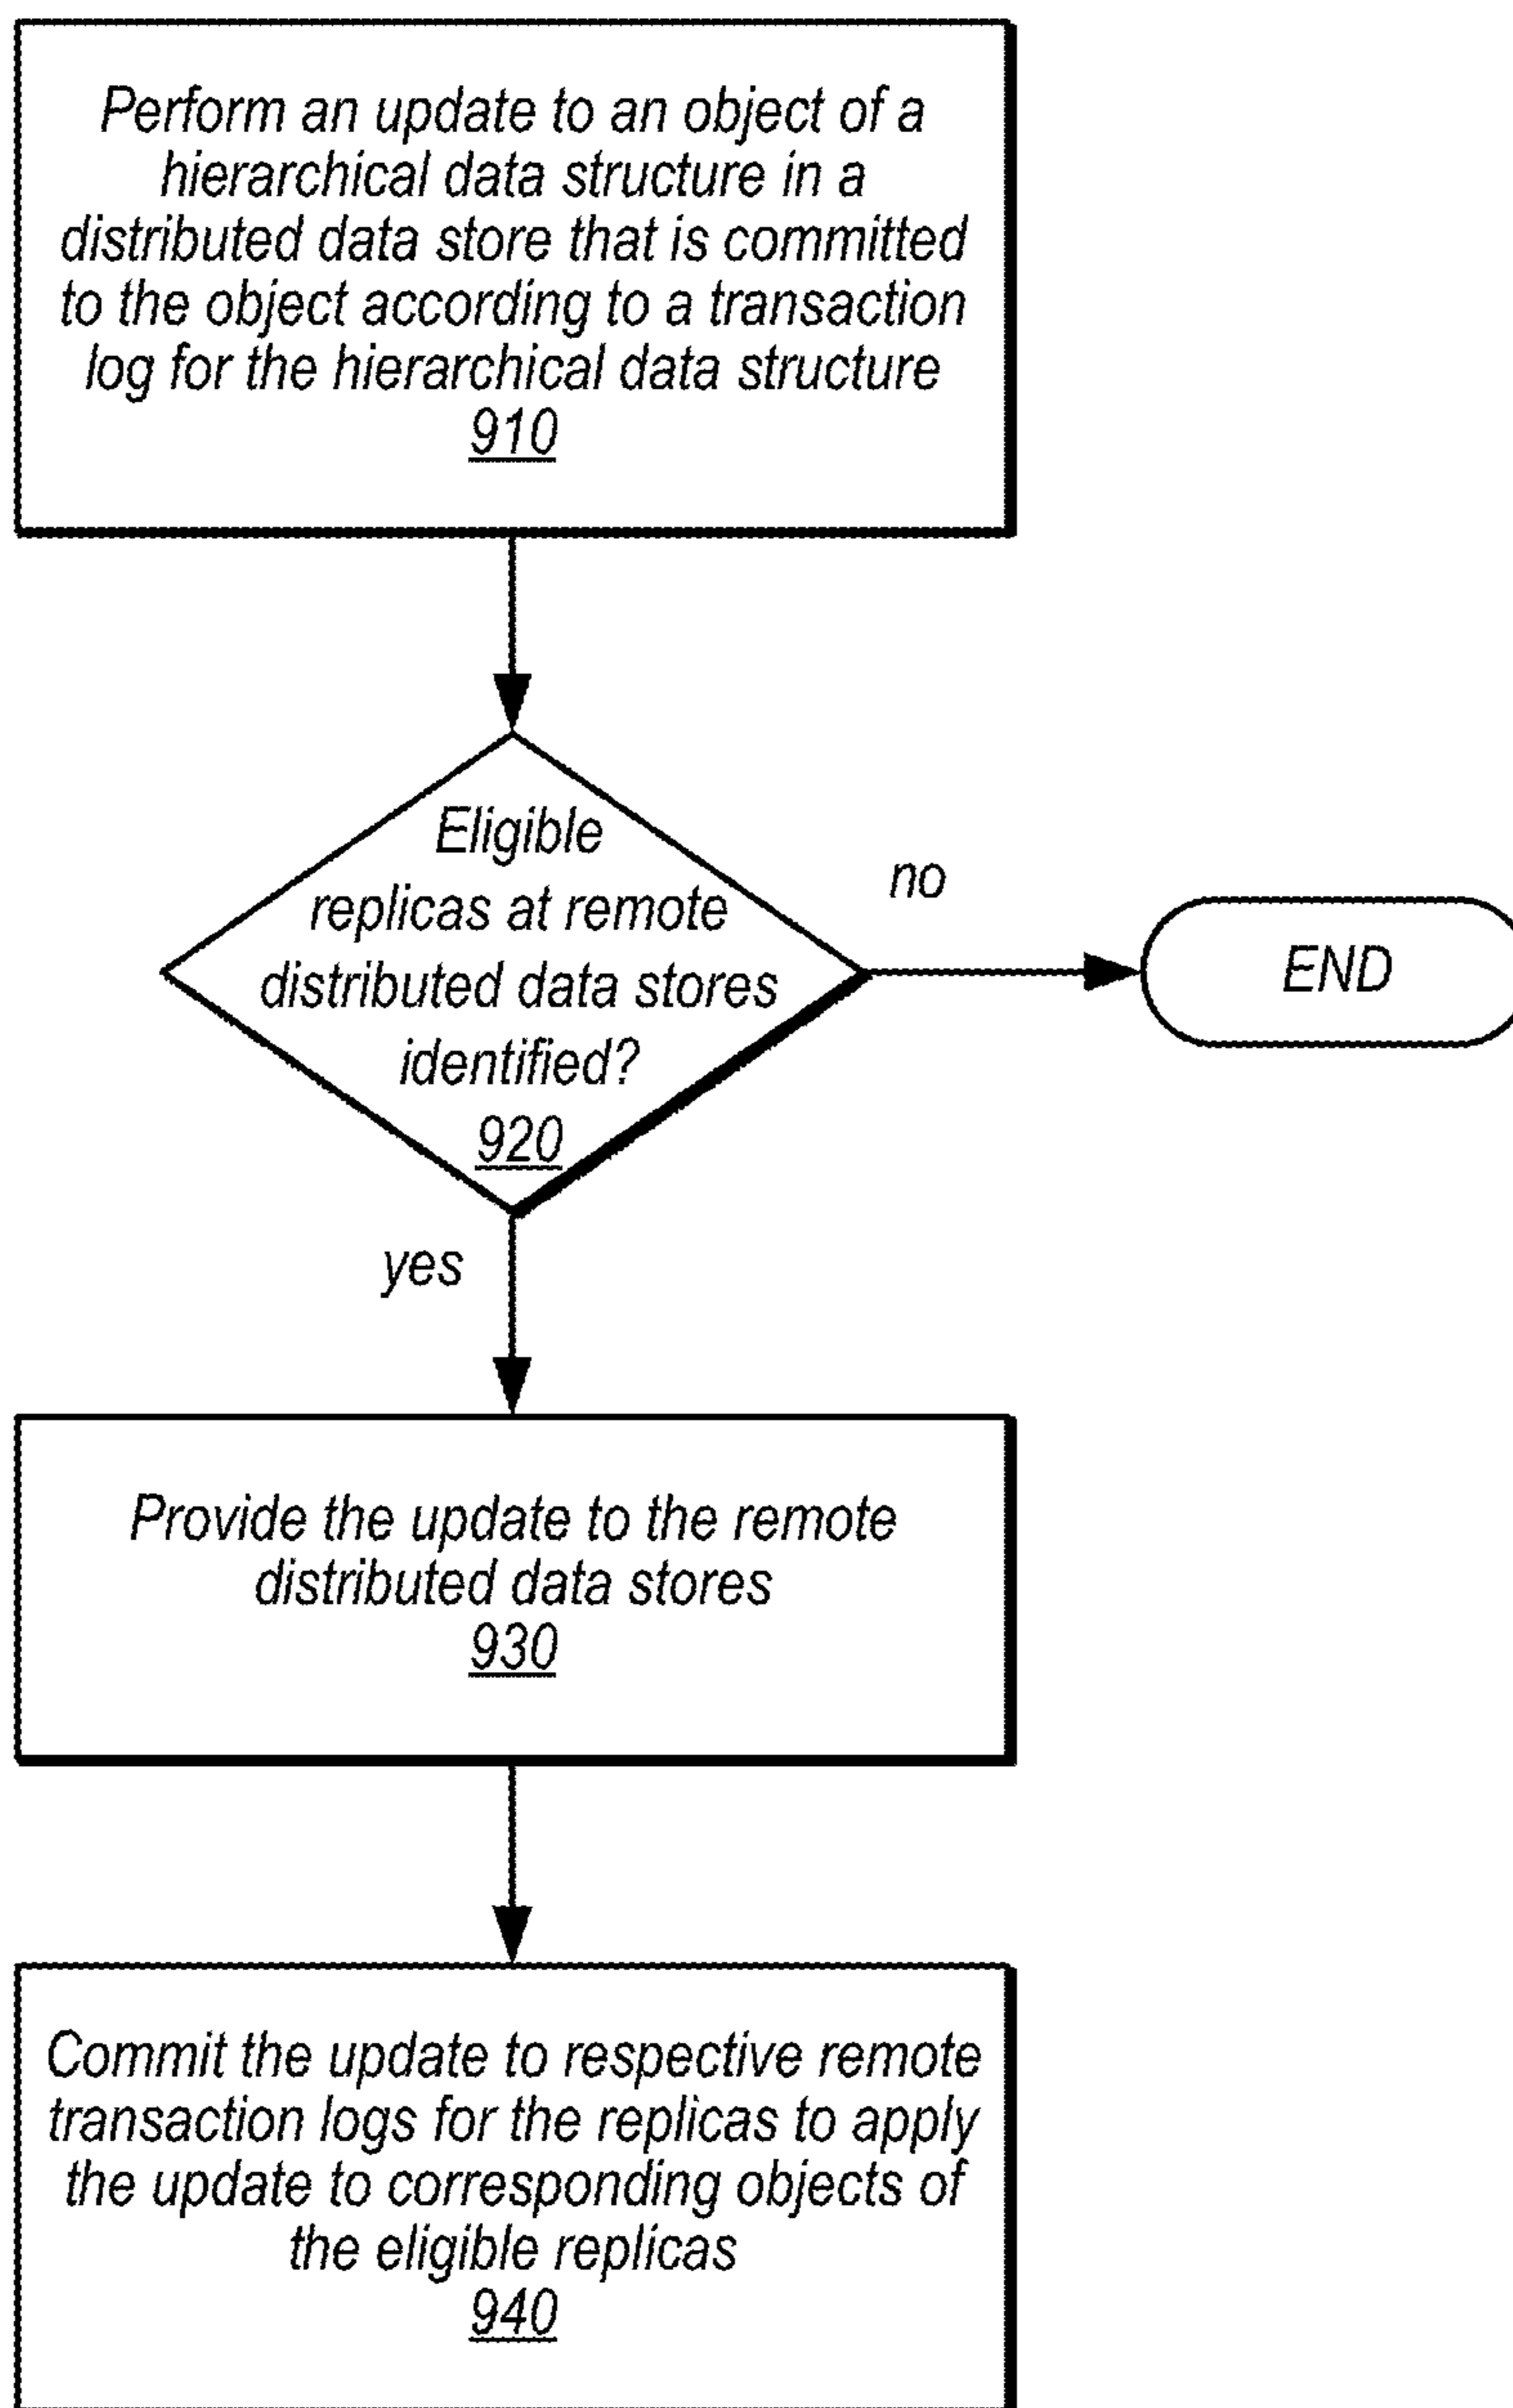 Perform an update to an object of a
hierarchical data structure in a
distributed data store that is committed
to the object according to a transaction
log for the hierarchical data structure
910
Eligible
replicas at remote
distributed data stores
identified?
920
no
END
yes
Provide the update to the remote
distributed data stores
930
Commit the update to respective remote
transaction logs for the replicas to apply
the update to corresponding objects of
the eligible replicas
940